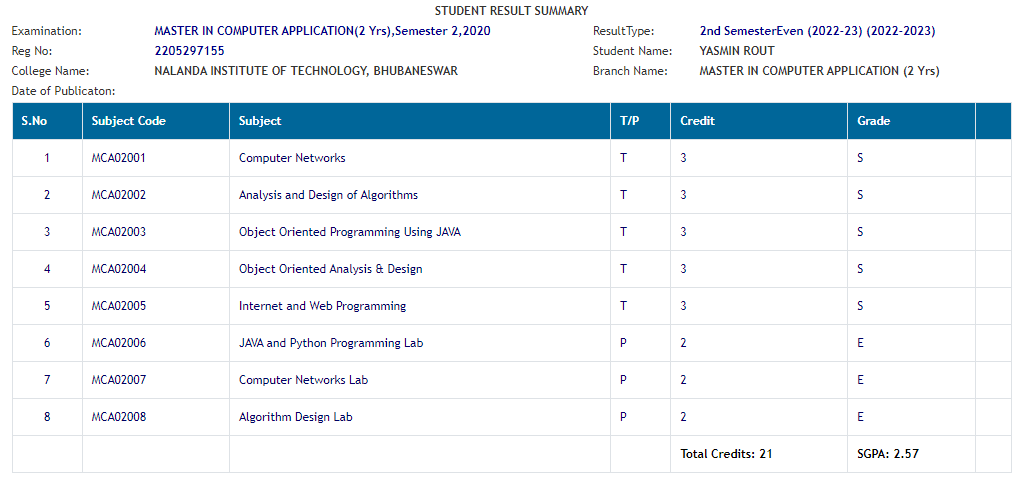 STUDENT RESULT SUMMARY
Examination: MASTER IN COMPUTER APPLICATION(2 Yrs),Semester 2,2020 ResultType: 2nd SemesterEven (2022-23) (2022-2023)
Reg No: 2205297155 Student Name: YASMIN ROUT
College Name: NALANDA INSTITUTE OF TECHNOLOGY, BHUBANESWAR Branch Name: MASTER IN COMPUTER APPLICATION (2 Yrs)
Date of Publicaton:
S.No Subject Code Subject T/P Credit Grade
1 MCA02001 Computer Networks T 3 S
2 MCA02002 Analysis and Design of Algorithms T 3 S
3 MCA02003 Object Oriented Programming Using JAVA T 3 S
4 MCA02004 Object Oriented Analysis & Design T 3 S
5 MCA02005 Internet and Web Programming T 3 S
6 MCA02006 JAVA and Python Programming Lab P 2 E
7 MCA02007 Computer Networks Lab P 2 E
8 MCA02008 Algorithm Design Lab P 2 E
Total Credits: 21 SGPA: 2.57